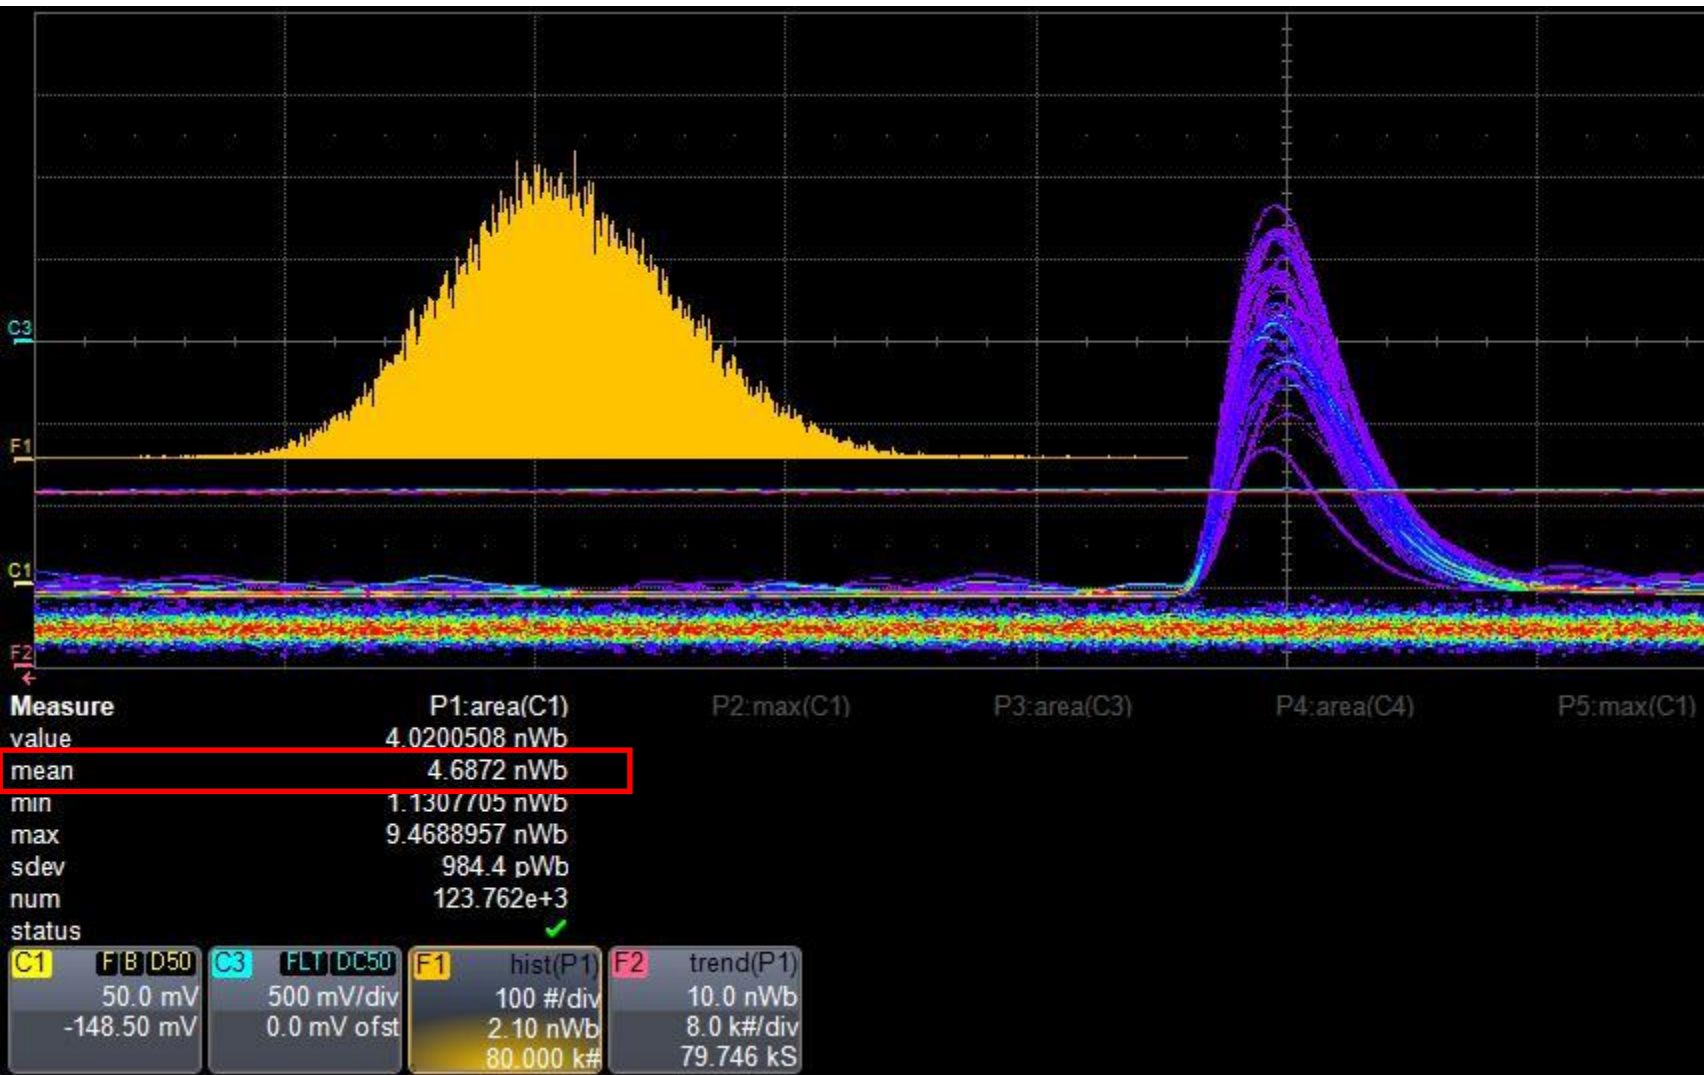 C3
F1
C1
F2
Measure P1:area(C1) P2:max(C1) P3:area(C3) P4:area(C4) P5:max(C1)
value 4.0200508 nWb
mean 4.6872 nWb
min 1.1307705 nWb
max 9.4688957 nWb
sdev 984.4 pWb
num 123.762e+3
status
C1 F B D50 C3 FLT DC50 F1 hist(P1) F2 trend(P1)
50.0 mV 500 mV/div 100 #/div 10.0 nWb
-148.50 mV 0.0 mV ofst 2.10 nWb 8.0 k#/div
80.000 k# 79.746 kS